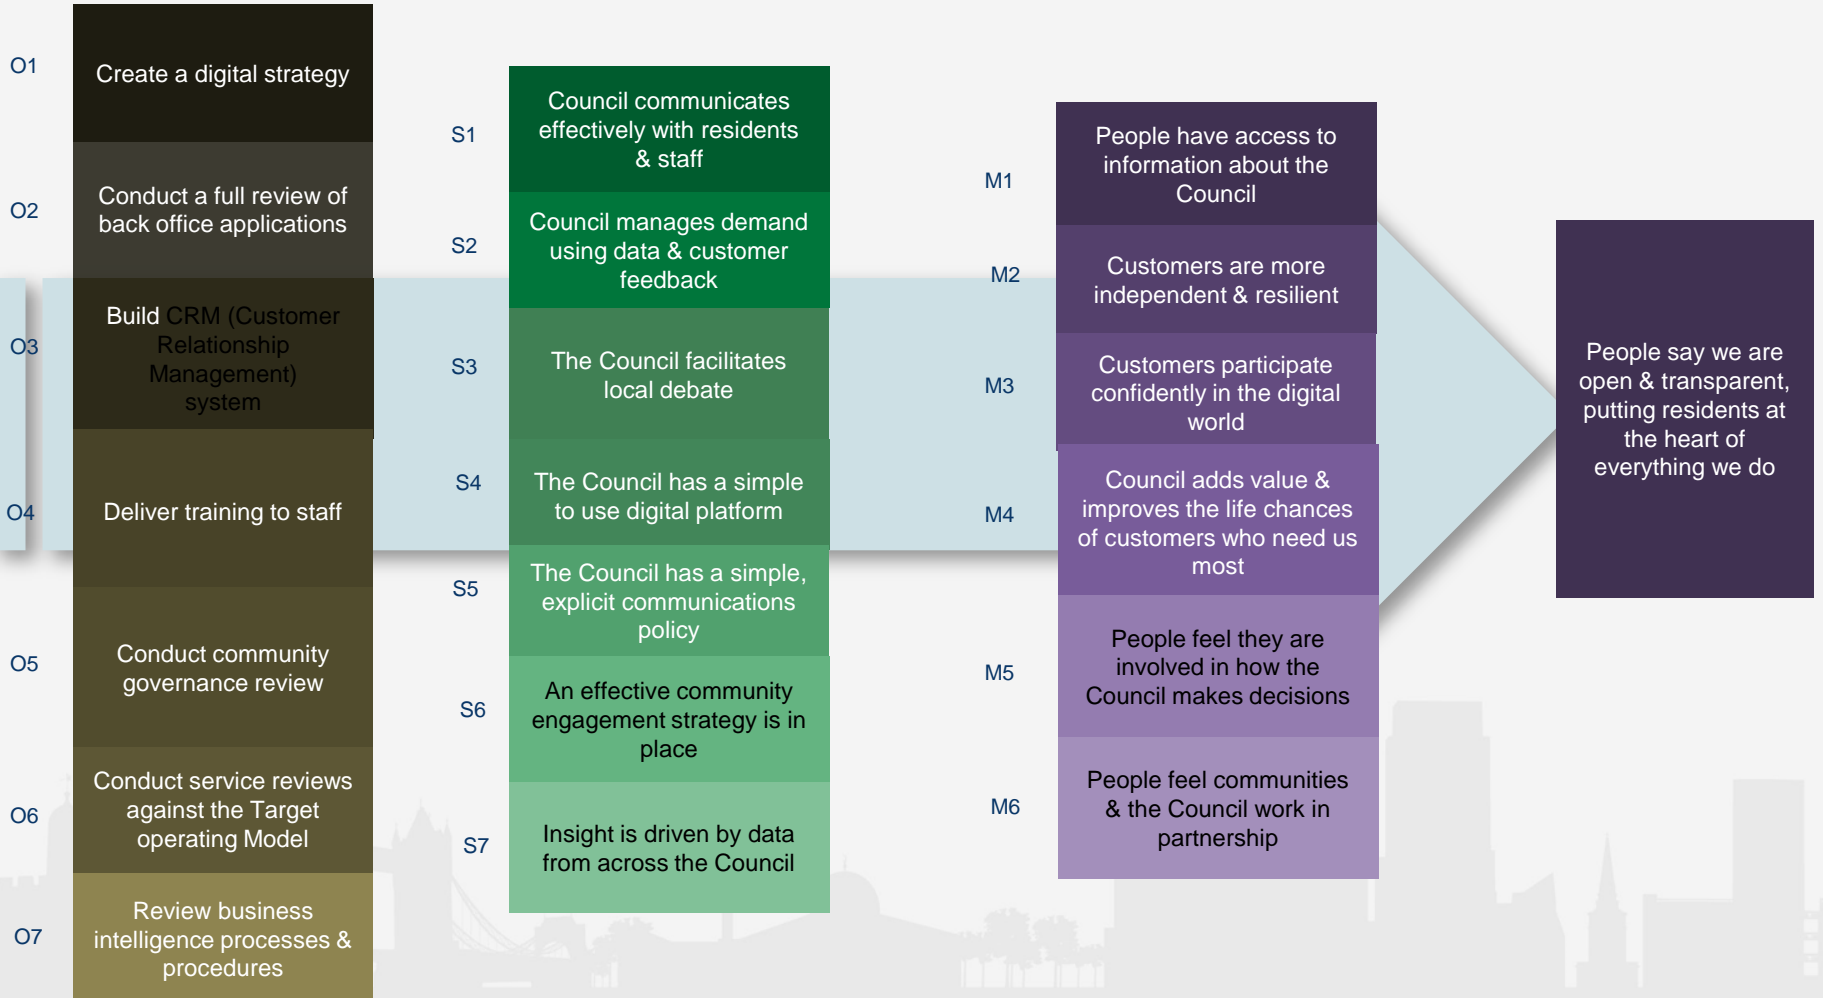 O1
Create a digital strategy
O2
Conduct a full review of
back office applications
O3
Build CRM (Customer
Relationship
Management)
system
O4
Deliver training to staff
O5
Conduct community
governance review
O6
Conduct service reviews
against the Target
operating Model
O7
Review business
intelligence processes &
procedures
S1
Council communicates
effectively with residents
& staff
S2
Council manages demand
using data & customer
feedback
S3
The Council facilitates
local debate
S4
The Council has a simple
to use digital platform
S5
The Council has a simple,
explicit communications
policy
S6
An effective community
engagement strategy is in
place
S7
Insight is driven by data
from across the Council
M1
People have access to
information about the
Council
M2
Customers are more
independent & resilient
M3
Customers participate
confidently in the digital
world
M4
Council adds value &
improves the life chances
of customers who need us
most
M5
People feel they are
involved in how the
Council makes decisions
M6
People feel communities
& the Council work in
partnership
People say we are
open & transparent,
putting residents at
the heart of
everything we do